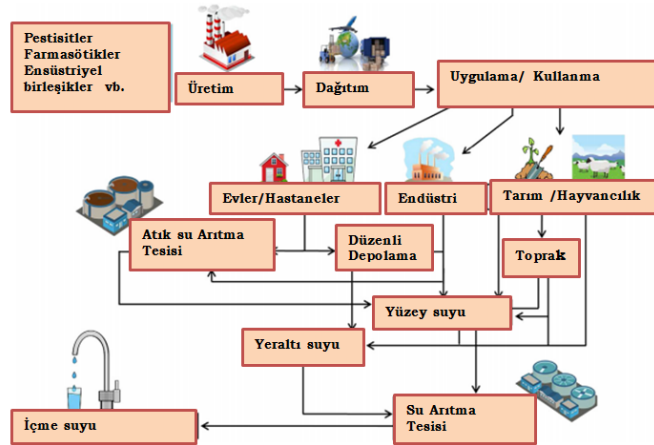 Pestisitler
Farmasötikler
Ensüstriyel
birleşikler vb.
Üretim
Dağıtım
Uygulama/ Kullanma
Evler/Hastaneler
Endüstri
Tarım /Hayvancılık
Atık su Arıtma
Tesisi
Düzenli
Depolama
Toprak
Yüzey suyu
Yeraltı suyu
Su Arıtma
Tesisi
İçme suyu